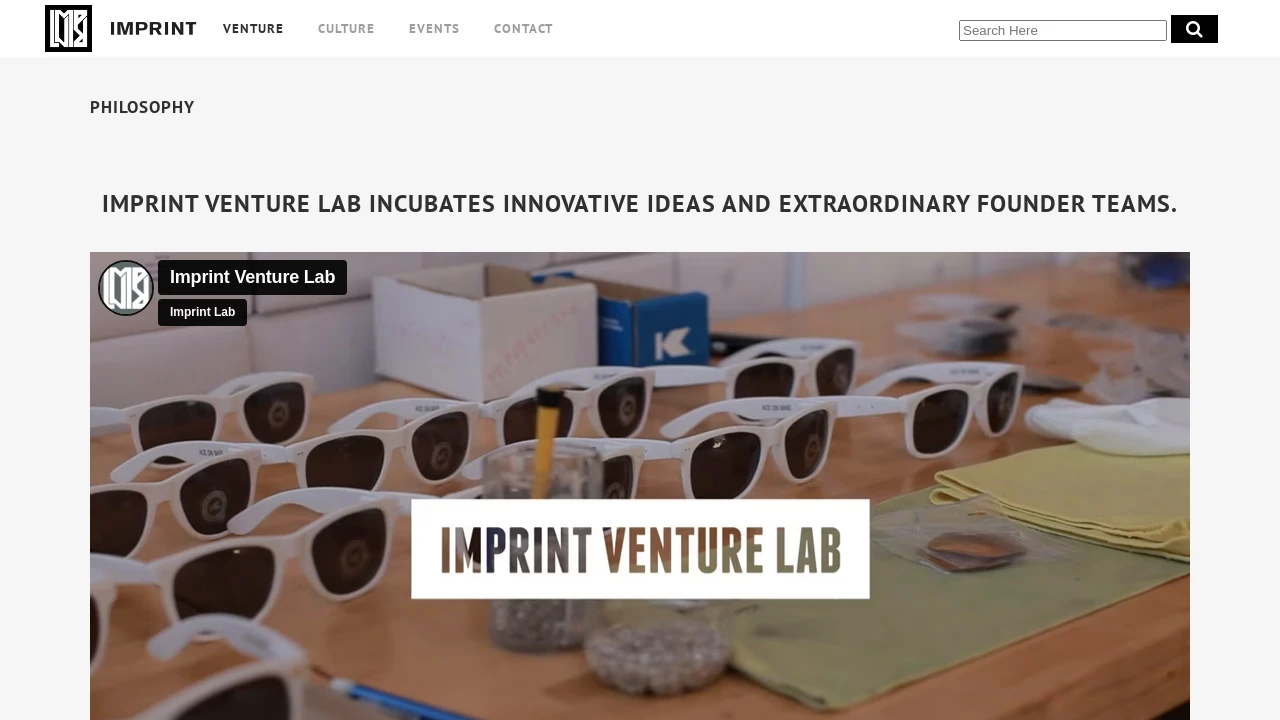 IMPRINT VENTURE CULTURE EVENTS CONTACT Search Here
PHILOSOPHY
IMPRINT VENTURE LAB INCUBATES INNOVATIVE IDEAS AND EXTRAORDINARY FOUNDER TEAMS.
Imprint Venture Lab
Imprint Lab
IMPRINT VENTURE LAB